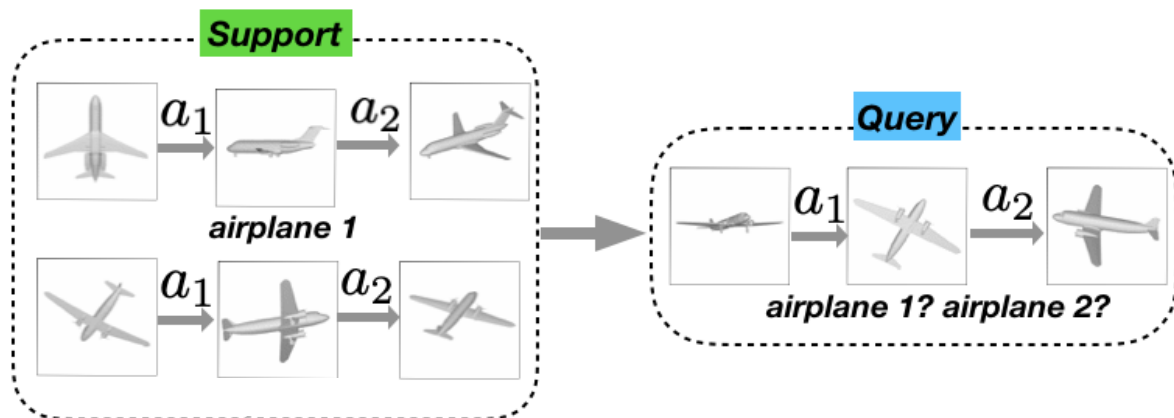 Support
a₁
a₂
airplane 1
a₁
a₂
Query
a₁
a₂
airplane 1? airplane 2?